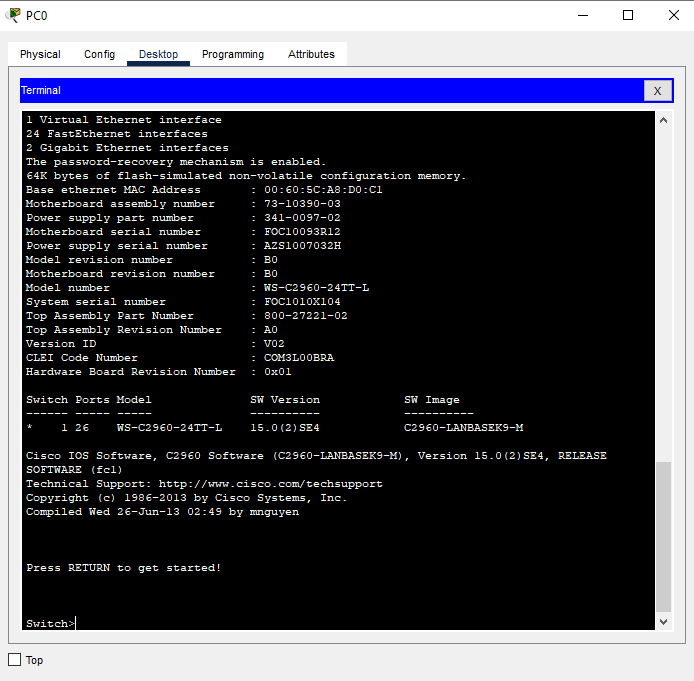 PC0
Physical Config Desktop Programming Attributes
Terminal X
1 Virtual Ethernet interface
24 FastEthernet interfaces
2 Gigabit Ethernet interfaces
The password-recovery mechanism is enabled.
64K bytes of flash-simulated non-volatile configuration memory.
Base ethernet MAC Address : 00:60:5C:A8:D0:C1
Motherboard assembly number : 73-10390-03
Power supply part number : 341-0097-02
Motherboard serial number : FOC10093R12
Power supply serial number : AZS1007032H
Model revision number : B0
Motherboard revision number : B0
Model number : WS-C2960-24TT-L
System serial number : FOC1010X104
Top Assembly Part Number : 800-27221-02
Top Assembly Revision Number : A0
Version ID : V02
CLEI Code Number : COM3L00BRA
Hardware Board Revision Number : 0x01
Switch Ports Model SW Version SW Image
------ ----- ----- ---------- ----------
* 1 26 WS-C2960-24TT-L 15.0(2)SE4 C2960-LANBASEK9-M
Cisco IOS Software, C2960 Software (C2960-LANBASEK9-M), Version 15.0(2)SE4, RELEASE
SOFTWARE (fc1)
Technical Support: http://www.cisco.com/techsupport
Copyright (c) 1986-2013 by Cisco Systems, Inc.
Compiled Wed 26-Jun-13 02:49 by mnguyen
Press RETURN to get started!
Switch>
Top